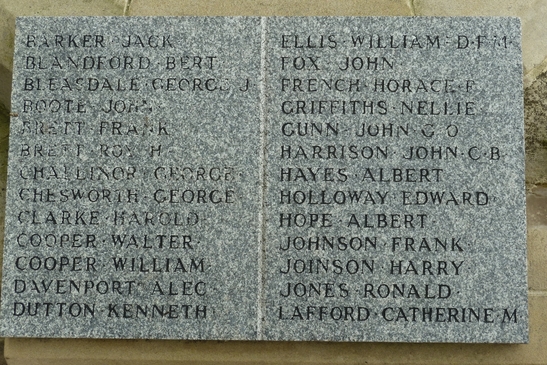 BARKER · JACK
BLANDFORD · BERT
BLEASDALE · GEORGE · J
BOOTE · JOHN
BRETT · FRANK
BRETT · ROY · H
CHALLINOR · GEORGE
CHESWORTH · GEORGE
CLARKE · HAROLD
COOPER · WALTER
COOPER · WILLIAM
DAVENPORT · ALEC
DUTTON · KENNETH
ELLIS · WILLIAM · D·F·M·
FOX · JOHN
FRENCH · HORACE · F
GRIFFITHS · NELLIE
GUNN · JOHN · G · O
HARRISON · JOHN · C · B
HAYES · ALBERT
HOLLOWAY · EDWARD
HOPE · ALBERT
JOHNSON · FRANK
JOINSON · HARRY
JONES · RONALD
LAFFORD · CATHERINE · M